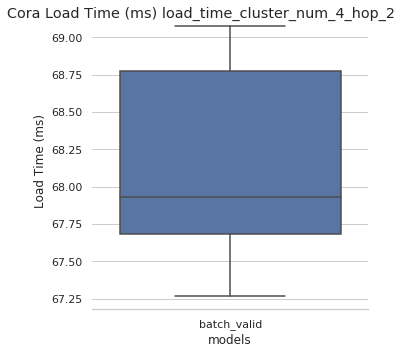 Cora Load Time (ms) load_time_cluster_num_4_hop_2
69.00
68.75
68.50
68.25
68.00
67.75
67.50
67.25
Load Time (ms)
batch_valid
models